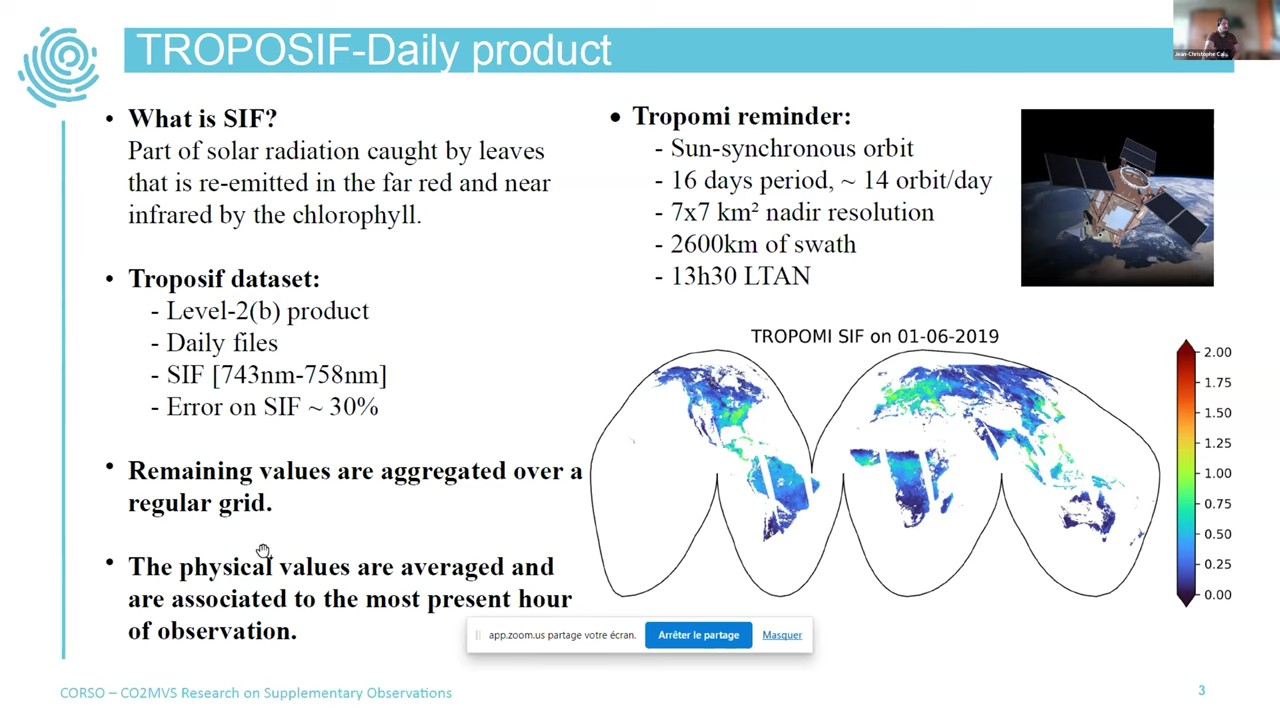 TROPOSIF-Daily product
• What is SIF?
Part of solar radiation caught by leaves
that is re-emitted in the far red and near
infrared by the chlorophyll.
• Troposif dataset:
- Level-2(b) product
- Daily files
- SIF [743nm-758nm]
- Error on SIF ~ 30%
• Remaining values are aggregated over a
regular grid.
• The physical values are averaged and
are associated to the most present hour
of observation.
• Tropomi reminder:
- Sun-synchronous orbit
- 16 days period, ~ 14 orbit/day
- 7x7 km² nadir resolution
- 2600km of swath
- 13h30 LTAN
TROPOMI SIF on 01-06-2019
2.00
1.75
1.50
1.25
1.00
0.75
0.50
0.25
0.00
Jean-Christophe
app.zoom.us partage votre écran.
Arrêter le partage
Masquer
CORSO – CO2MVS Research on Supplementary Observations
3